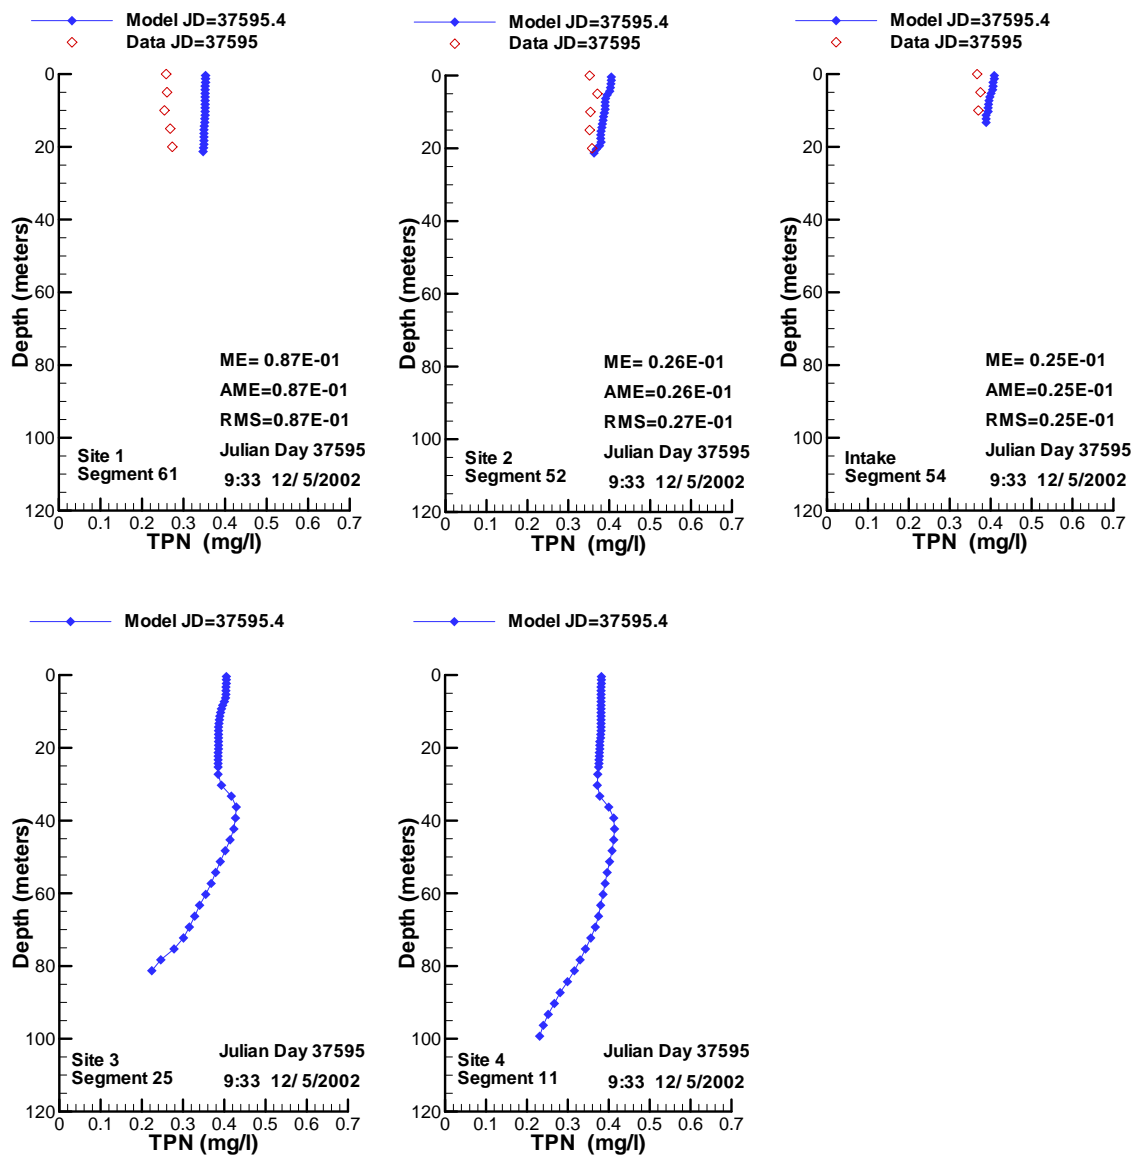 Model JD=37595.4
Data JD=37595
0
20
40
60
80
100
120
Depth (meters)
ME= 0.87E-01
AME=0.87E-01
RMS=0.87E-01
Julian Day 37595
9:33 12/ 5/2002
Site 1
Segment 61
0 0.1 0.2 0.3 0.4 0.5 0.6 0.7
TPN (mg/l)
Model JD=37595.4
Data JD=37595
0
20
40
60
80
100
120
Depth (meters)
ME= 0.26E-01
AME=0.26E-01
RMS=0.27E-01
Julian Day 37595
9:33 12/ 5/2002
Site 2
Segment 52
0 0.1 0.2 0.3 0.4 0.5 0.6 0.7
TPN (mg/l)
Model JD=37595.4
Data JD=37595
0
20
40
60
80
100
120
Depth (meters)
ME= 0.25E-01
AME=0.25E-01
RMS=0.25E-01
Julian Day 37595
9:33 12/ 5/2002
Intake
Segment 54
0 0.1 0.2 0.3 0.4 0.5 0.6 0.7
TPN (mg/l)
Model JD=37595.4
0
20
40
60
80
100
120
Depth (meters)
Site 3
Segment 25
Julian Day 37595
9:33 12/ 5/2002
0 0.1 0.2 0.3 0.4 0.5 0.6 0.7
TPN (mg/l)
Model JD=37595.4
0
20
40
60
80
100
120
Depth (meters)
Site 4
Segment 11
Julian Day 37595
9:33 12/ 5/2002
0 0.1 0.2 0.3 0.4 0.5 0.6 0.7
TPN (mg/l)